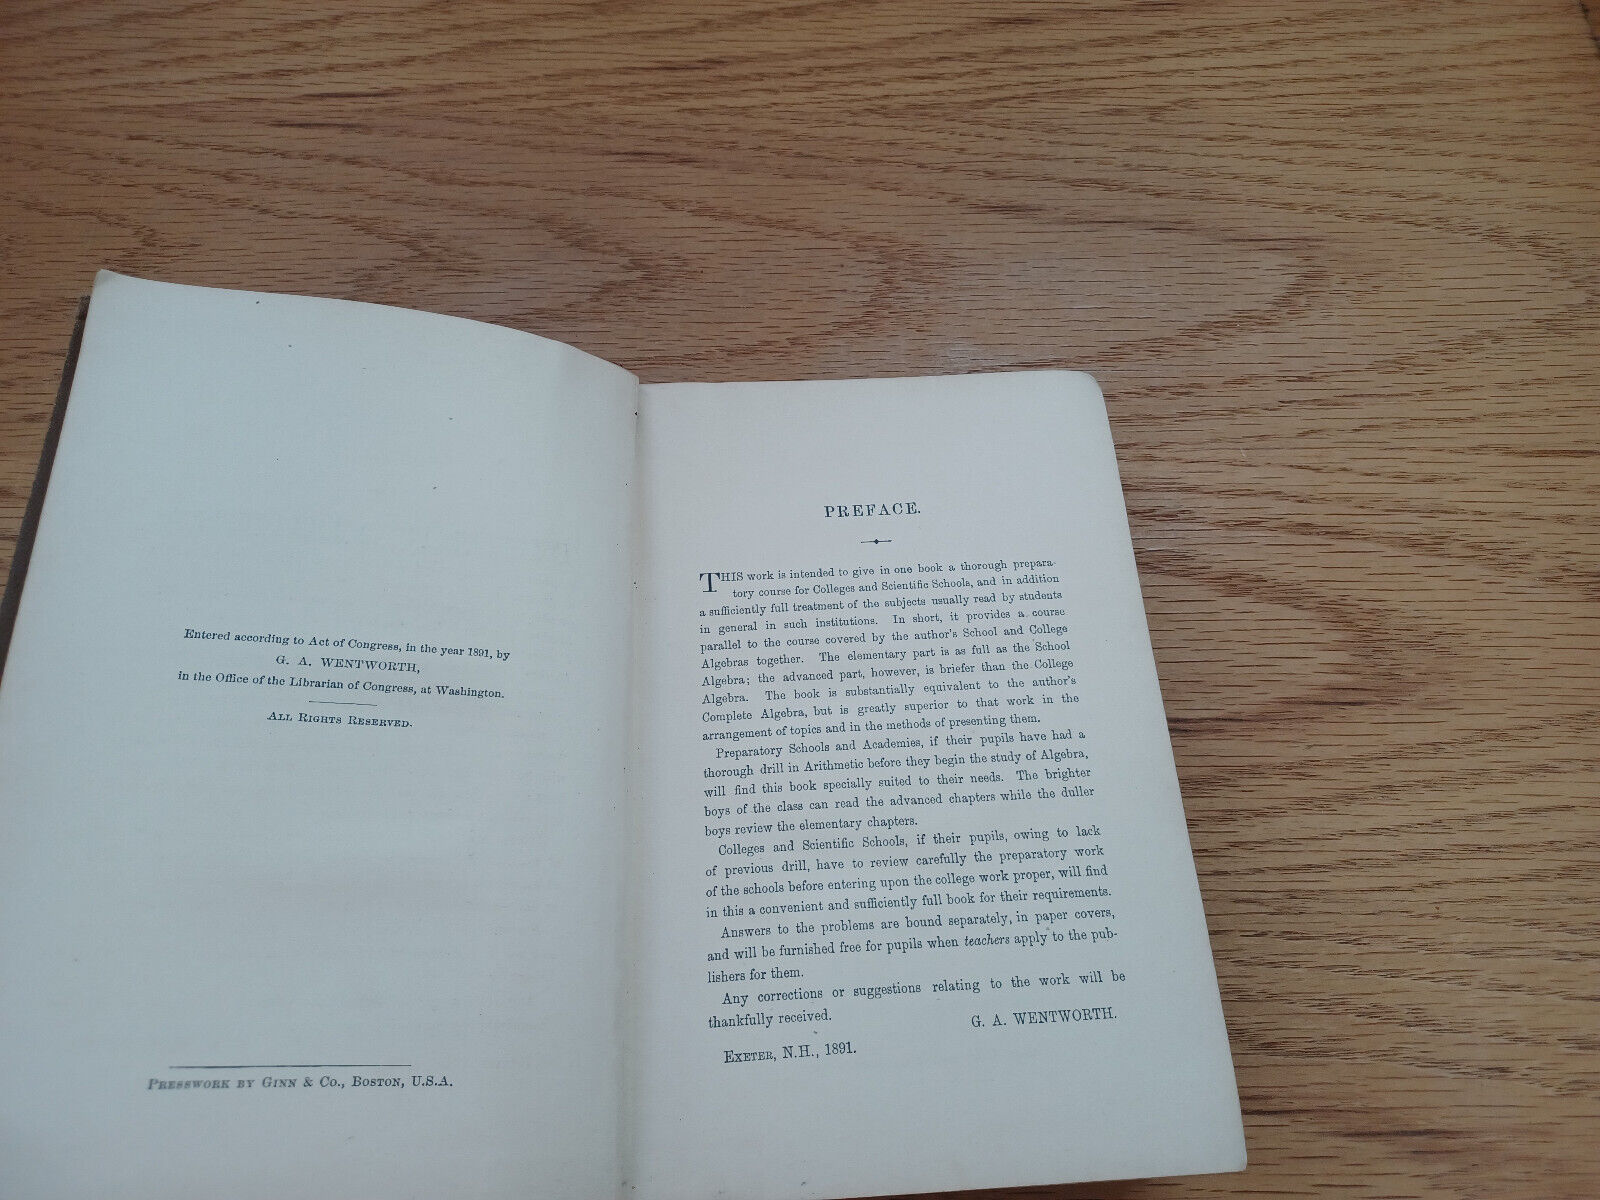 Entered according to Act of Congress, in the year 1891, by
G. A. WENTWORTH,
in the Office of the Librarian of Congress, at Washington.
ALL RIGHTS RESERVED.
PRESSWORK BY GINN & CO., BOSTON, U.S.A.
PREFACE.
THIS work is intended to give in one book a thorough prepara-
tory course for Colleges and Scientific Schools, and in addition
a sufficiently full treatment of the subjects usually read by students
in general in such institutions. In short, it provides a course
parallel to the course covered by the author's School and College
Algebras together. The elementary part is as full as the School
Algebra; the advanced part, however, is briefer than the College
Algebra. The book is substantially equivalent to the author's
Complete Algebra, but is greatly superior to that work in the
arrangement of topics and in the methods of presenting them.
Preparatory Schools and Academies, if their pupils have had a
thorough drill in Arithmetic before they begin the study of Algebra,
will find this book specially suited to their needs. The brighter
boys of the class can read the advanced chapters while the duller
boys review the elementary chapters.
Colleges and Scientific Schools, if their pupils, owing to lack
of previous drill, have to review carefully the preparatory work
of the schools before entering upon the college work proper, will find
in this a convenient and sufficiently full book for their requirements.
Answers to the problems are bound separately, in paper covers,
and will be furnished free for pupils when teachers apply to the pub-
lishers for them.
Any corrections or suggestions relating to the work will be
thankfully received.
G. A. WENTWORTH.
EXETER, N.H., 1891.